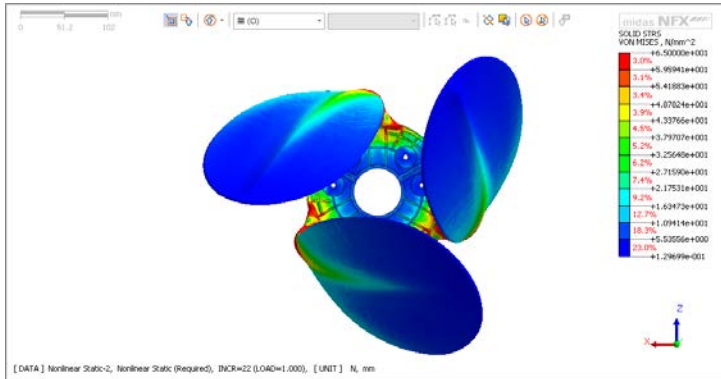 mm
0 51.2 102
(O)
midas NFX
SOLID STRS
VON MISES , N/mm^2
+6.50000e+001
3.0%
+5.95941e+001
3.1%
+5.41883e+001
3.4%
+4.87824e+001
3.9%
+4.33766e+001
4.5%
+3.79707e+001
5.2%
+3.25648e+001
6.2%
+2.71590e+001
7.4%
+2.17531e+001
9.2%
+1.63473e+001
12.7%
+1.09414e+001
18.3%
+5.53556e+000
23.0%
+1.29699e-001
Z
X
[ DATA ] Nonlinear Static-2, Nonlinear Static (Required), INCR=22 (LOAD=1.000), [ UNIT ] N, mm